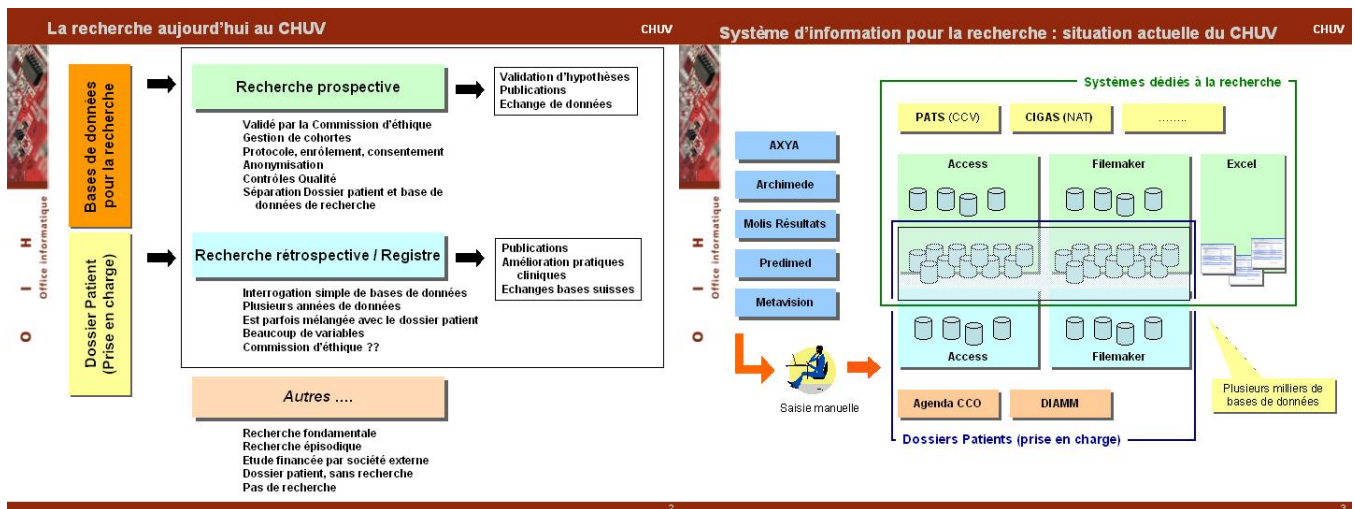 La recherche aujourd'hui au CHUV
CHUV
Bases de données
pour la recherche
Recherche prospective
Validation d'hypothèses
Publications
Echange de données
Validé par la Commission d'éthique
Gestion de cohortes
Protocole, enrôlement, consentement
Anonymisation
Contrôles Qualité
Séparation Dossier patient et base de
données de recherche
Dossier Patient
(Prise en charge)
Recherche rétrospective / Registre
Publications
Amélioration pratiques
cliniques
Echanges bases suisses
Interrogation simple de bases de données
Plusieurs années de données
Est parfois mélangée avec le dossier patient
Beaucoup de variables
Commission d'éthique ??
Autres ....
Recherche fondamentale
Recherche épisodique
Etude financée par société externe
Dossier patient, sans recherche
Pas de recherche
O I H
Office informatique
2
Système d'information pour la recherche : situation actuelle du CHUV
CHUV
Systèmes dédiés à la recherche
PATS (CCV)
CIGAS (NAT)
........
AXYA
Archimede
Molis Résultats
Predimed
Metavision
Access
Filemaker
Excel
Access
Filemaker
Saisie manuelle
Agenda CCO
DIAMM
Dossiers Patients (prise en charge)
Plusieurs milliers de
bases de données
O I H
Office informatique
3